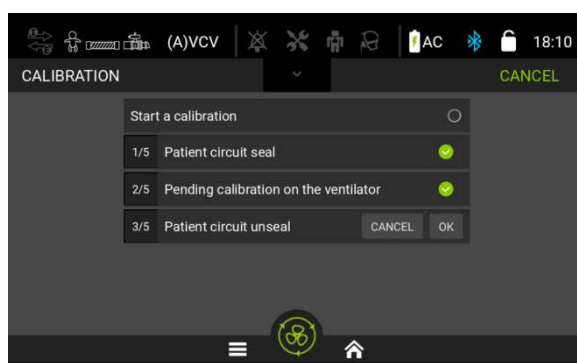 (A)VCV AC 18:10
CALIBRATION CANCEL
Start a calibration
1/5 Patient circuit seal
2/5 Pending calibration on the ventilator
3/5 Patient circuit unseal CANCEL OK